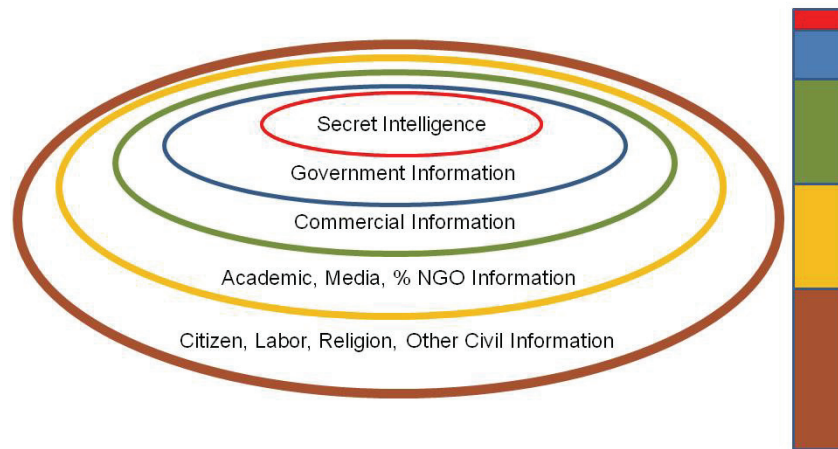 Secret Intelligence
Government Information
Commercial Information
Academic, Media, % NGO Information
Citizen, Labor, Religion, Other Civil Information